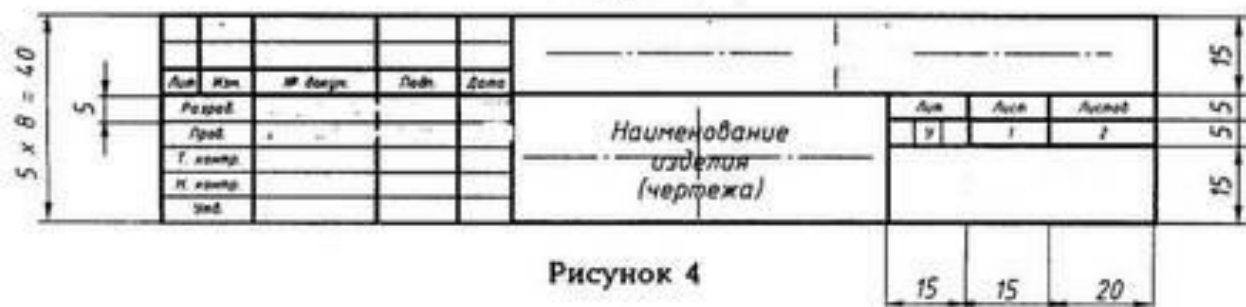 5 x 8 = 40
5
Лит Изм. № докум. Подп. Дата
Разраб.
Пров.
Т. контр.
Н. контр.
Утв.
Наименование
изделия
(чертежа)
Лит Лист Листов
У 1 2
15
5
5
15
15 15 20
Рисунок 4